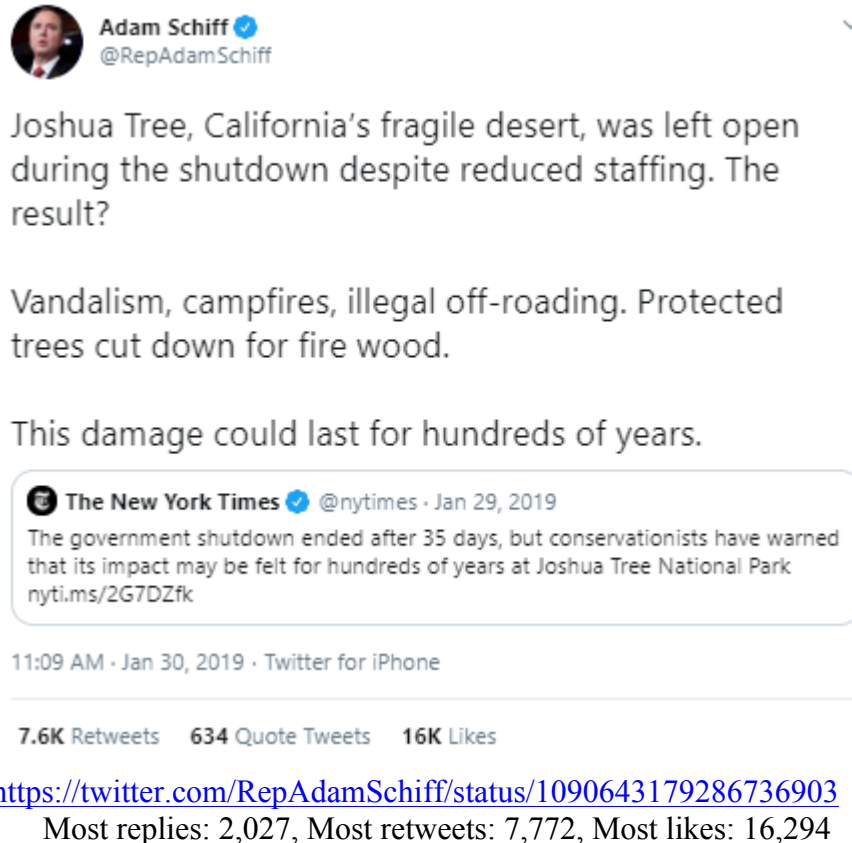 Adam Schiff
@RepAdamSchiff
Joshua Tree, California's fragile desert, was left open
during the shutdown despite reduced staffing. The
result?
Vandalism, campfires, illegal off-roading. Protected
trees cut down for fire wood.
This damage could last for hundreds of years.
The New York Times @nytimes · Jan 29, 2019
The government shutdown ended after 35 days, but conservationists have warned
that its impact may be felt for hundreds of years at Joshua Tree National Park
nyti.ms/2G7DZfk
11:09 AM · Jan 30, 2019 · Twitter for iPhone
7.6K Retweets 634 Quote Tweets 16K Likes
https://twitter.com/RepAdamSchiff/status/1090643179286736903
Most replies: 2,027, Most retweets: 7,772, Most likes: 16,294